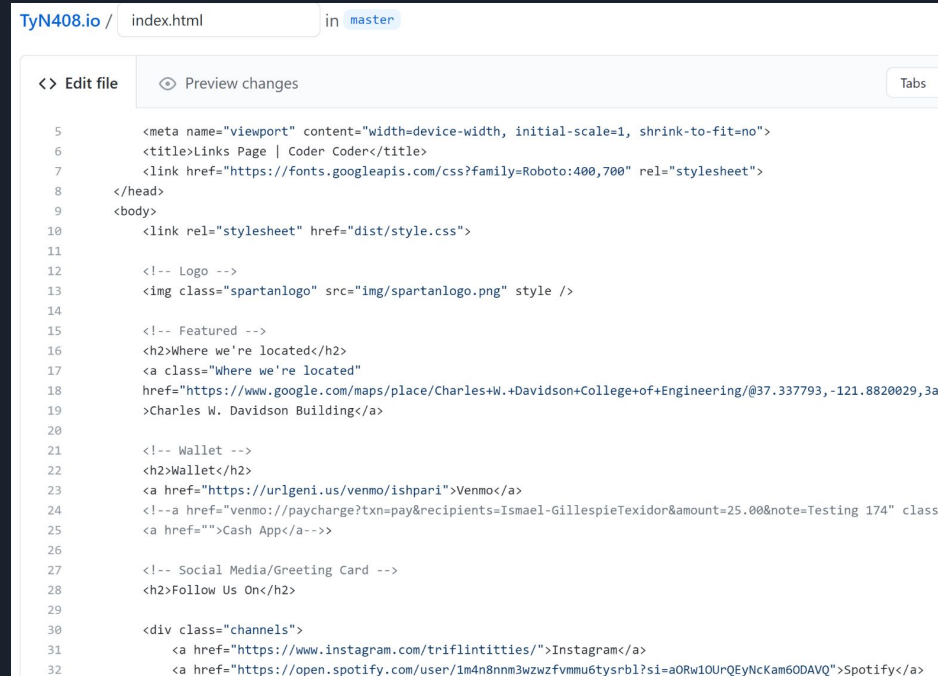 TyN408.io / index.html in master
<> Edit file Preview changes Tabs
5 <meta name="viewport" content="width=device-width, initial-scale=1, shrink-to-fit=no">
6 <title>Links Page | Coder Coder</title>
7 <link href="https://fonts.googleapis.com/css?family=Roboto:400,700" rel="stylesheet">
8 </head>
9 <body>
10 <link rel="stylesheet" href="dist/style.css">
11
12 <!-- Logo -->
13 <img class="spartanlogo" src="img/spartanlogo.png" style />
14
15 <!-- Featured -->
16 <h2>Where we're located</h2>
17 <a class="Where we're located"
18 href="https://www.google.com/maps/place/Charles+W.+Davidson+College+of+Engineering/@37.337793,-121.8820029,3a
19 >Charles W. Davidson Building</a>
20
21 <!-- Wallet -->
22 <h2>Wallet</h2>
23 <a href="https://urlgeni.us/venmo/ishpari">Venmo</a>
24 <!--a href="venmo://paycharge?txn=pay&recipients=Ismael-GillespieTexidor&amount=25.00&note=Testing 174" class
25 <a href="">Cash App</a-->>
26
27 <!-- Social Media/Greeting Card -->
28 <h2>Follow Us On</h2>
29
30 <div class="channels">
31 <a href="https://www.instagram.com/triflintitties/">Instagram</a>
32 <a href="https://open.spotify.com/user/1m4n8nnm3wzwzfvmmu6tysrbl?si=aORw1OUrQEyNcKam6ODAVQ">Spotify</a>